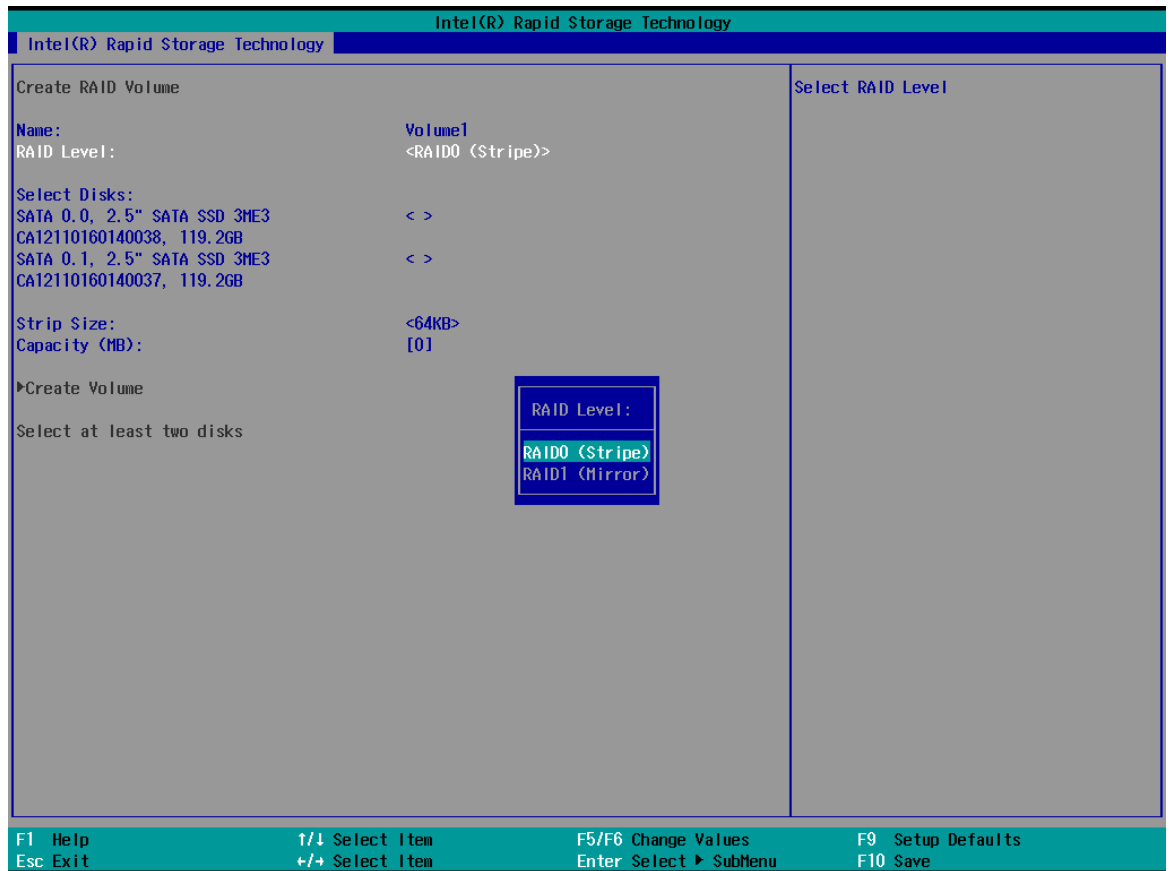 Intel(R) Rapid Storage Technology
Intel(R) Rapid Storage Technology
Create RAID Volume
Select RAID Level
Name: Volume1
RAID Level: <RAID0 (Stripe)>
Select Disks:
SATA 0.0, 2.5" SATA SSD 3ME3 < >
CA12110160140038, 119.2GB
SATA 0.1, 2.5" SATA SSD 3ME3 < >
CA12110160140037, 119.2GB
Strip Size: <64KB>
Capacity (MB): [0]
▶Create Volume
Select at least two disks
RAID Level:
RAID0 (Stripe)
RAID1 (Mirror)
F1 Help ↑/↓ Select Item F5/F6 Change Values F9 Setup Defaults
Esc Exit ←/→ Select Item Enter Select ▶ SubMenu F10 Save